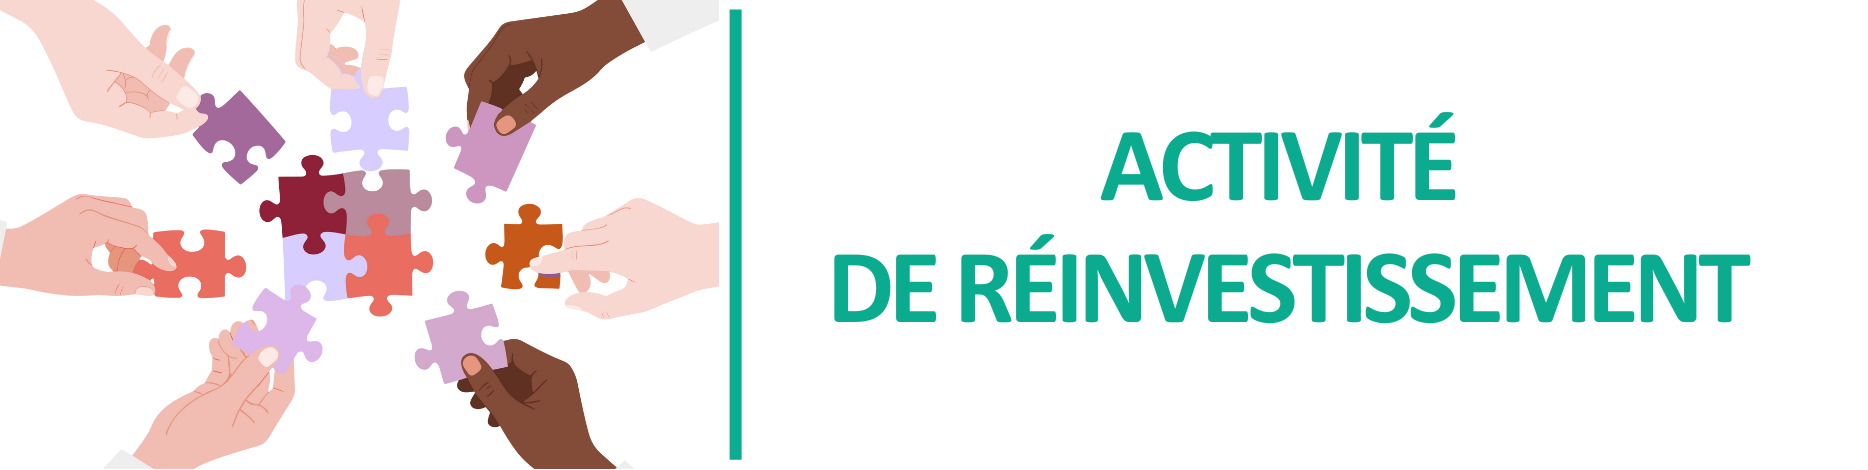 ACTIVITÉ
DE RÉINVESTISSEMENT